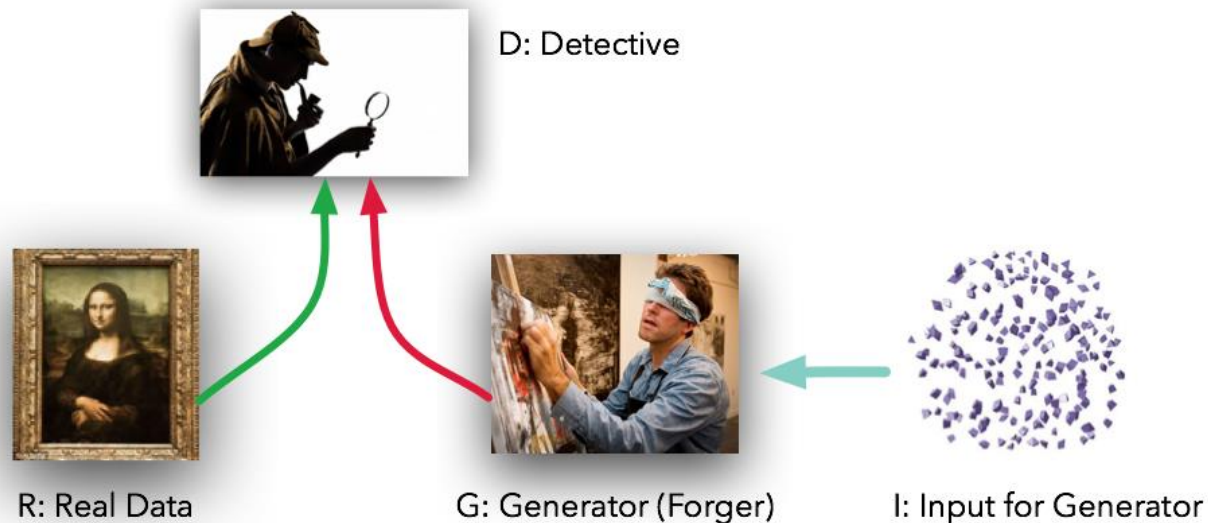 D: Detective
R: Real Data
G: Generator (Forger)
I: Input for Generator